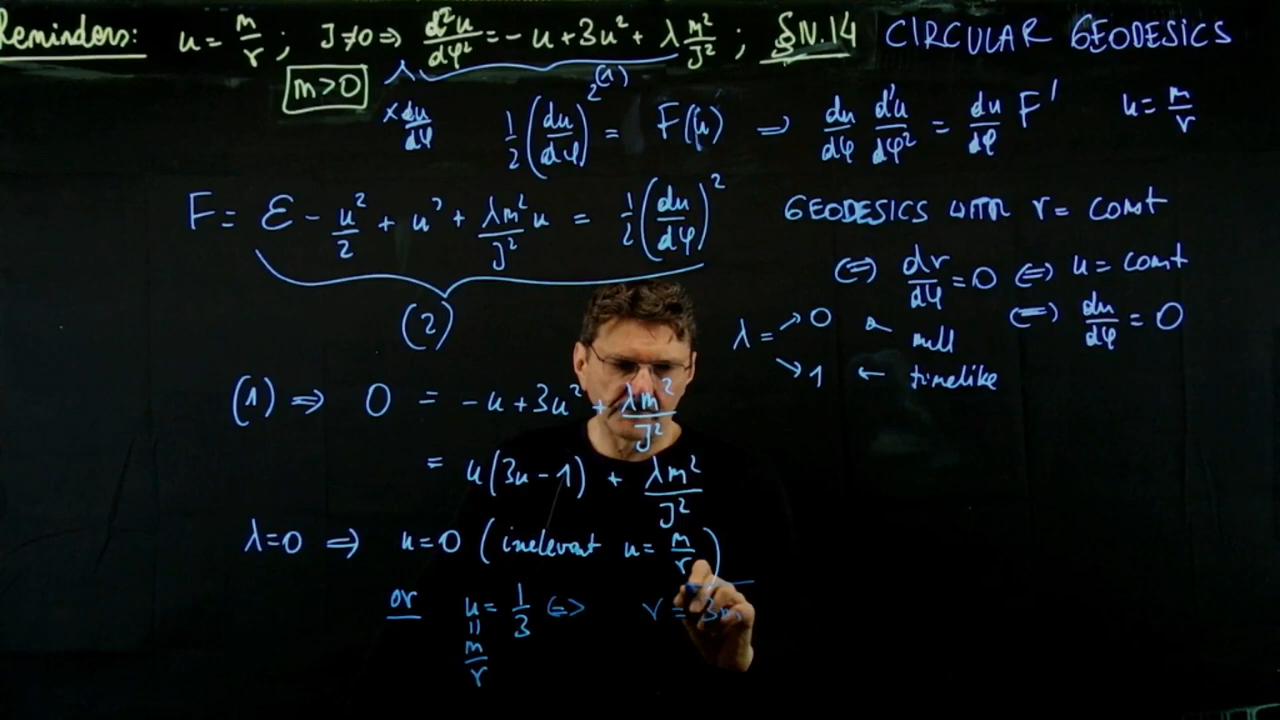 Reminders: u = m/r ; J≠0 ⇒ d²u/dφ² = -u + 3u² + λ m²/J² ; §N.14 CIRCULAR GEODESICS
m > 0
(1)
× du/dφ
1/2 (du/dφ)² = F(u) ⇒ du/dφ d²u/dφ² = du/dφ F' u = m/r
F = ε - u²/2 + u³ + λm²/J² u = 1/2 (du/dφ)²
(2)
GEODESICS WITH r = const
⇔ dr/dφ = 0 ⇔ u = const
⇔ du/dφ = 0
λ = → 0 ← null
→ 1 ← timelike
(1) ⇒ 0 = -u + 3u² + λm²/J²
= u(3u - 1) + λm²/J²
λ=0 ⇒ u=0 (irrelevant u = m/r)
or u = 1/3 ⇔ r = 3m
= m/r